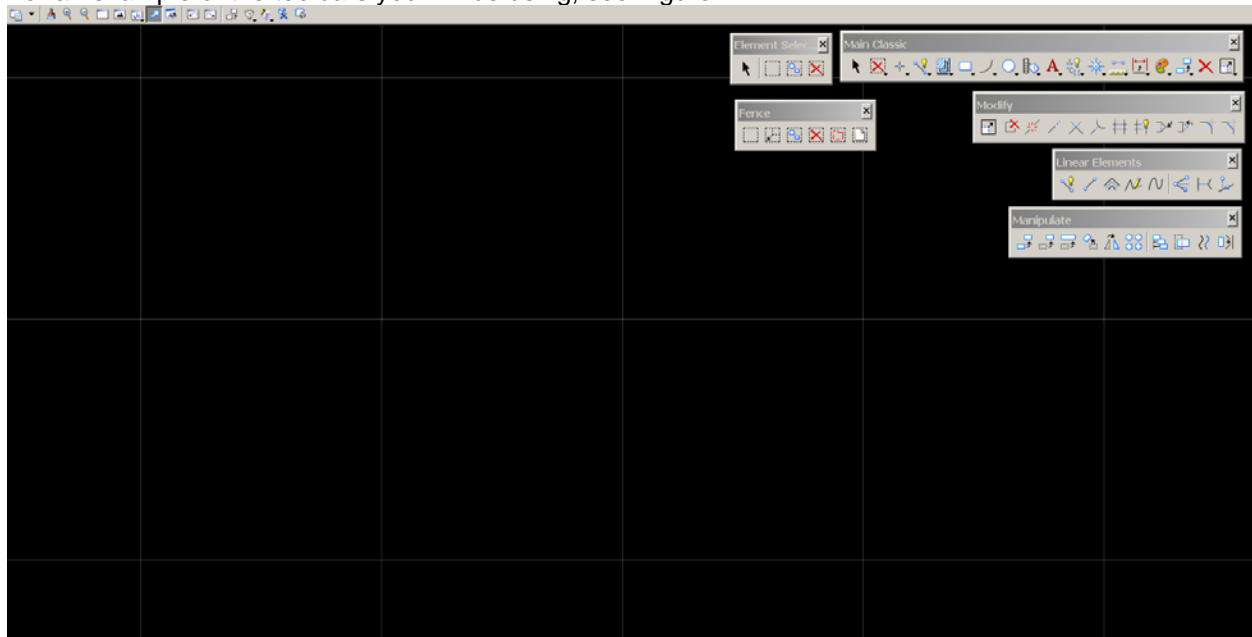 Element Selec...
Main Classic
Fence
Modify
Linear Elements
Manipulate